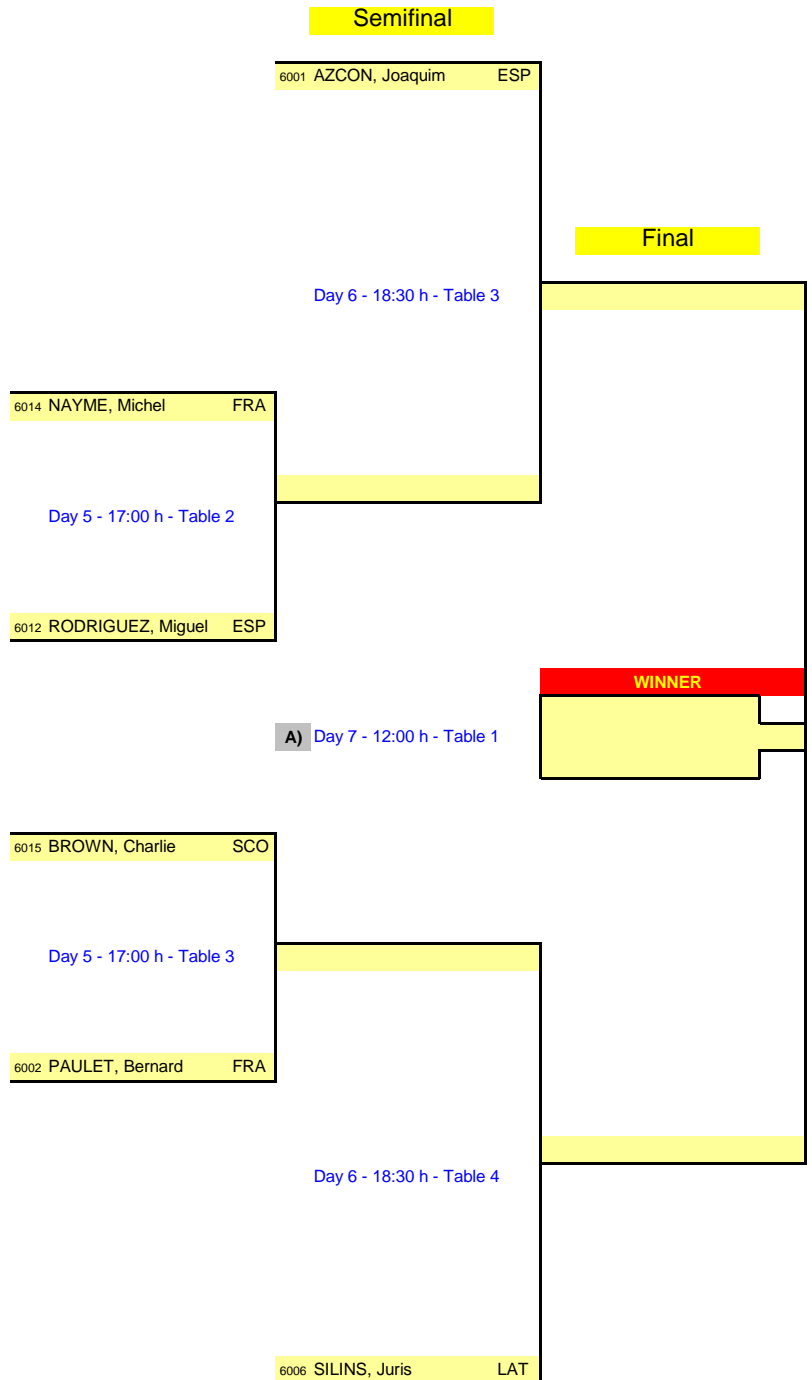 Semifinal
6001 AZCON, Joaquim ESP
Final
Day 6 - 18:30 h - Table 3
6014 NAYME, Michel FRA
Day 5 - 17:00 h - Table 2
6012 RODRIGUEZ, Miguel ESP
WINNER
A) Day 7 - 12:00 h - Table 1
6015 BROWN, Charlie SCO
Day 5 - 17:00 h - Table 3
6002 PAULET, Bernard FRA
Day 6 - 18:30 h - Table 4
6006 SILINS, Juris LAT